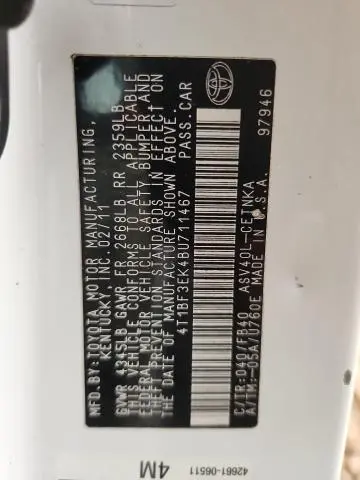 MFD.BY:TOYOTA MOTOR MANUFACTURING,
KENTUCKY, INC.02/11
GVWR 4345LB GAWR FR 2668LB RR 2359LB
THIS VEHICLE CONFORMS TO ALL APPLICABLE
FEDERAL MOTOR VEHICLE SAFETY, BUMPER AND
THEFT PREVENTION STANDARDS IN EFFECT ON
THE DATE OF MANUFACTURE SHOWN ABOVE.
4T1BF3EK4BU711467 PASS.CAR
C/TR:040/FB40 ASV40L-CETNKA
A/TM:-05A/U760E MADE IN U.S.A.
97946
42661-06511
4M